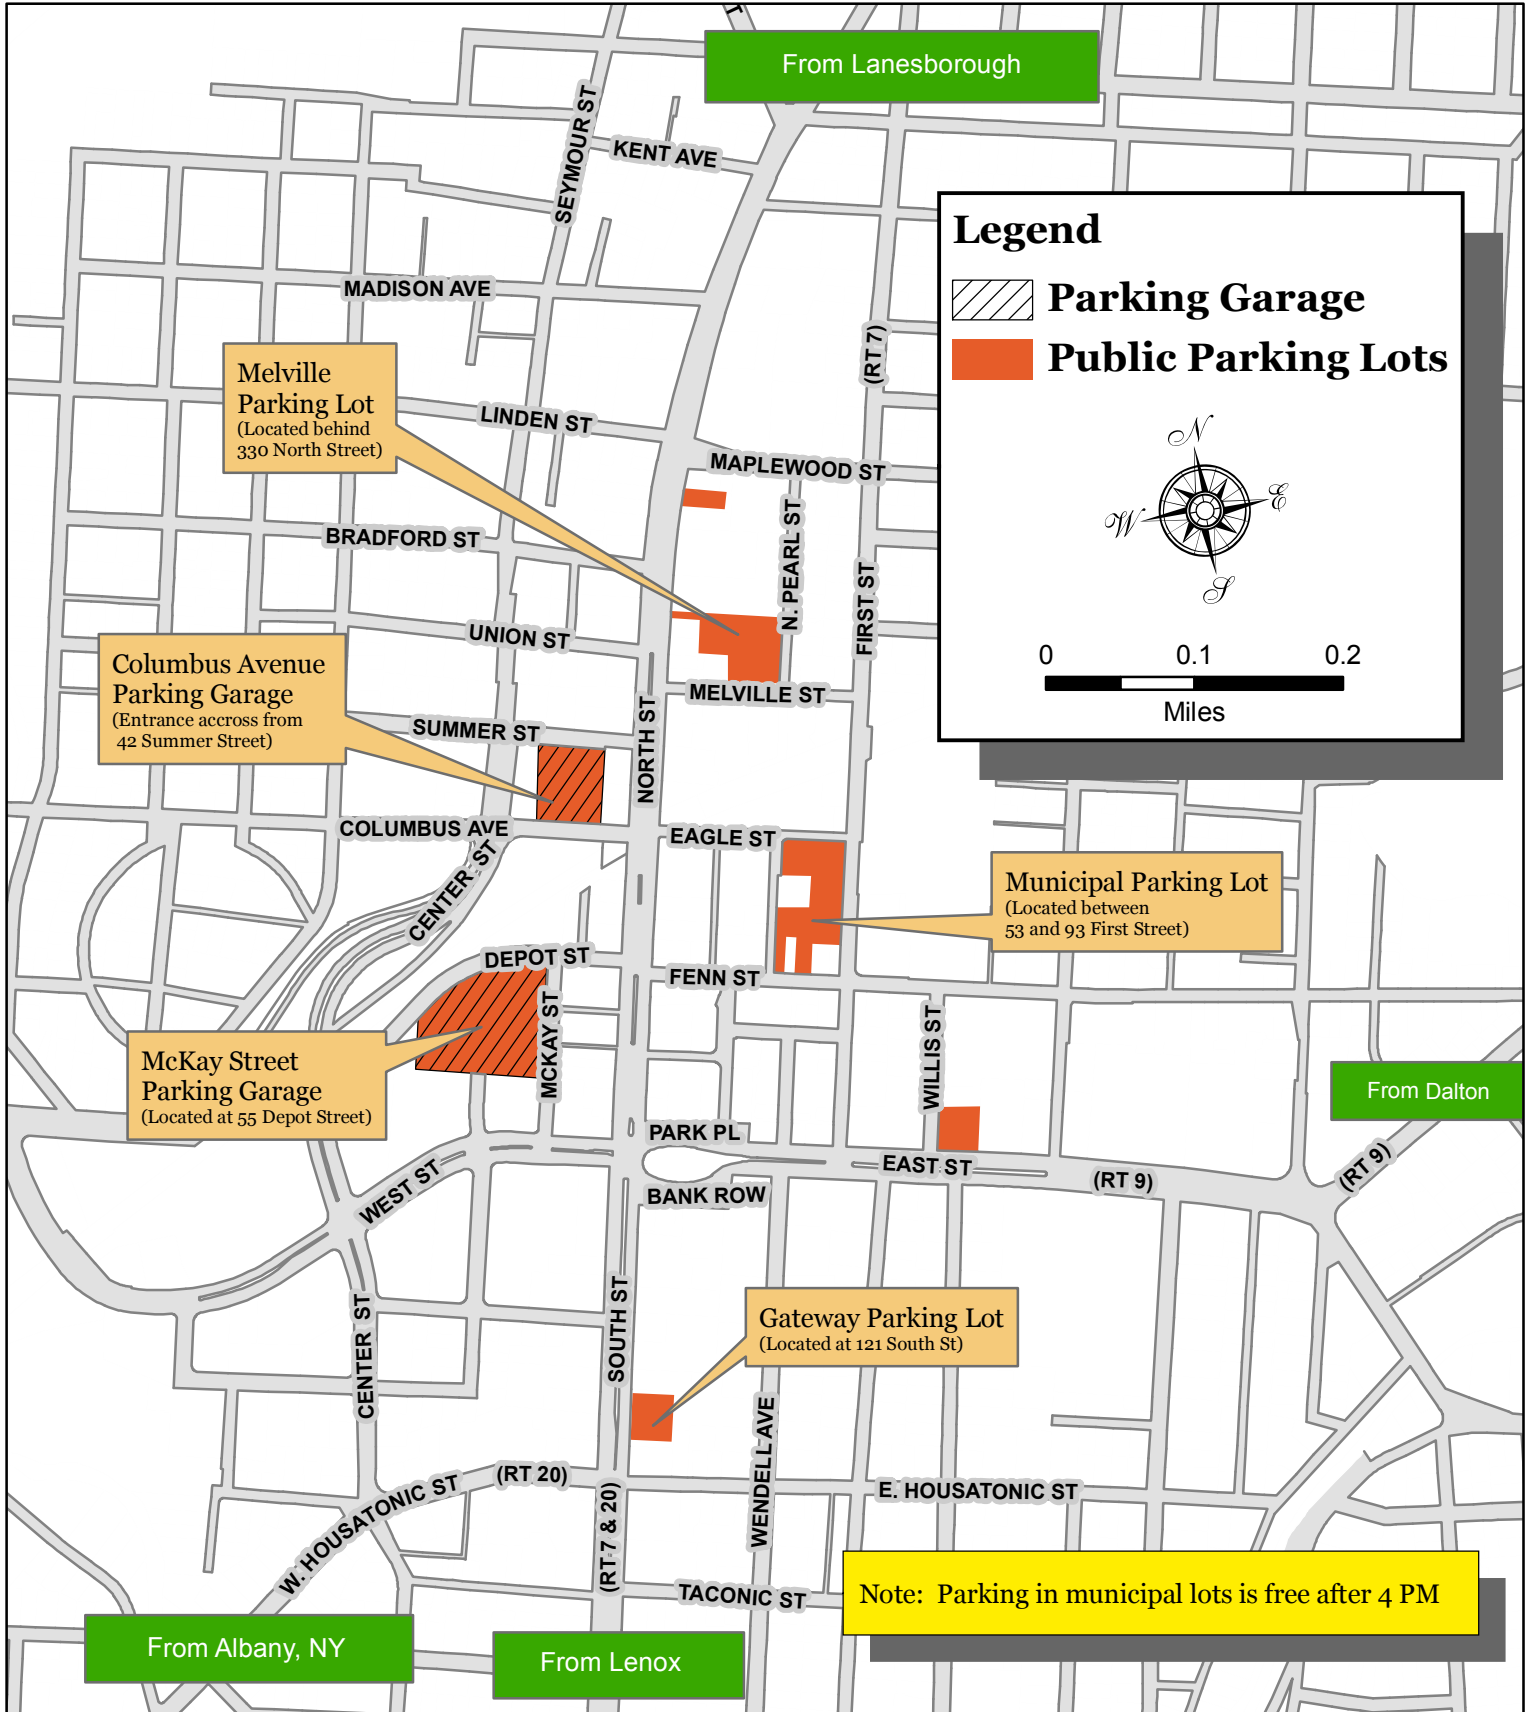 From Lanesborough
SEYMOUR ST
KENT AVE
Legend
Parking Garage
Public Parking Lots
N
E
W
S
0
0.1
0.2
Miles
MADISON AVE
(RT 7)
Melville
Parking Lot
(Located behind
330 North Street)
LINDEN ST
MAPLEWOOD ST
BRADFORD ST
N. PEARL ST
FIRST ST
UNION ST
Columbus Avenue
Parking Garage
(Entrance accross from
42 Summer Street)
MELVILLE ST
SUMMER ST
NORTH ST
COLUMBUS AVE
EAGLE ST
CENTER ST
Municipal Parking Lot
(Located between
53 and 93 First Street)
DEPOT ST
FENN ST
MCKAY ST
WILLIS ST
McKay Street
Parking Garage
(Located at 55 Depot Street)
From Dalton
PARK PL
EAST ST
(RT 9)
(RT 9)
WEST ST
BANK ROW
CENTER ST
SOUTH ST
Gateway Parking Lot
(Located at 121 South St)
WENDELL AVE
W. HOUSATONIC ST
(RT 20)
E. HOUSATONIC ST
(RT 7 & 20)
TACONIC ST
Note:  Parking in municipal lots is free after 4 PM
From Albany, NY
From Lenox